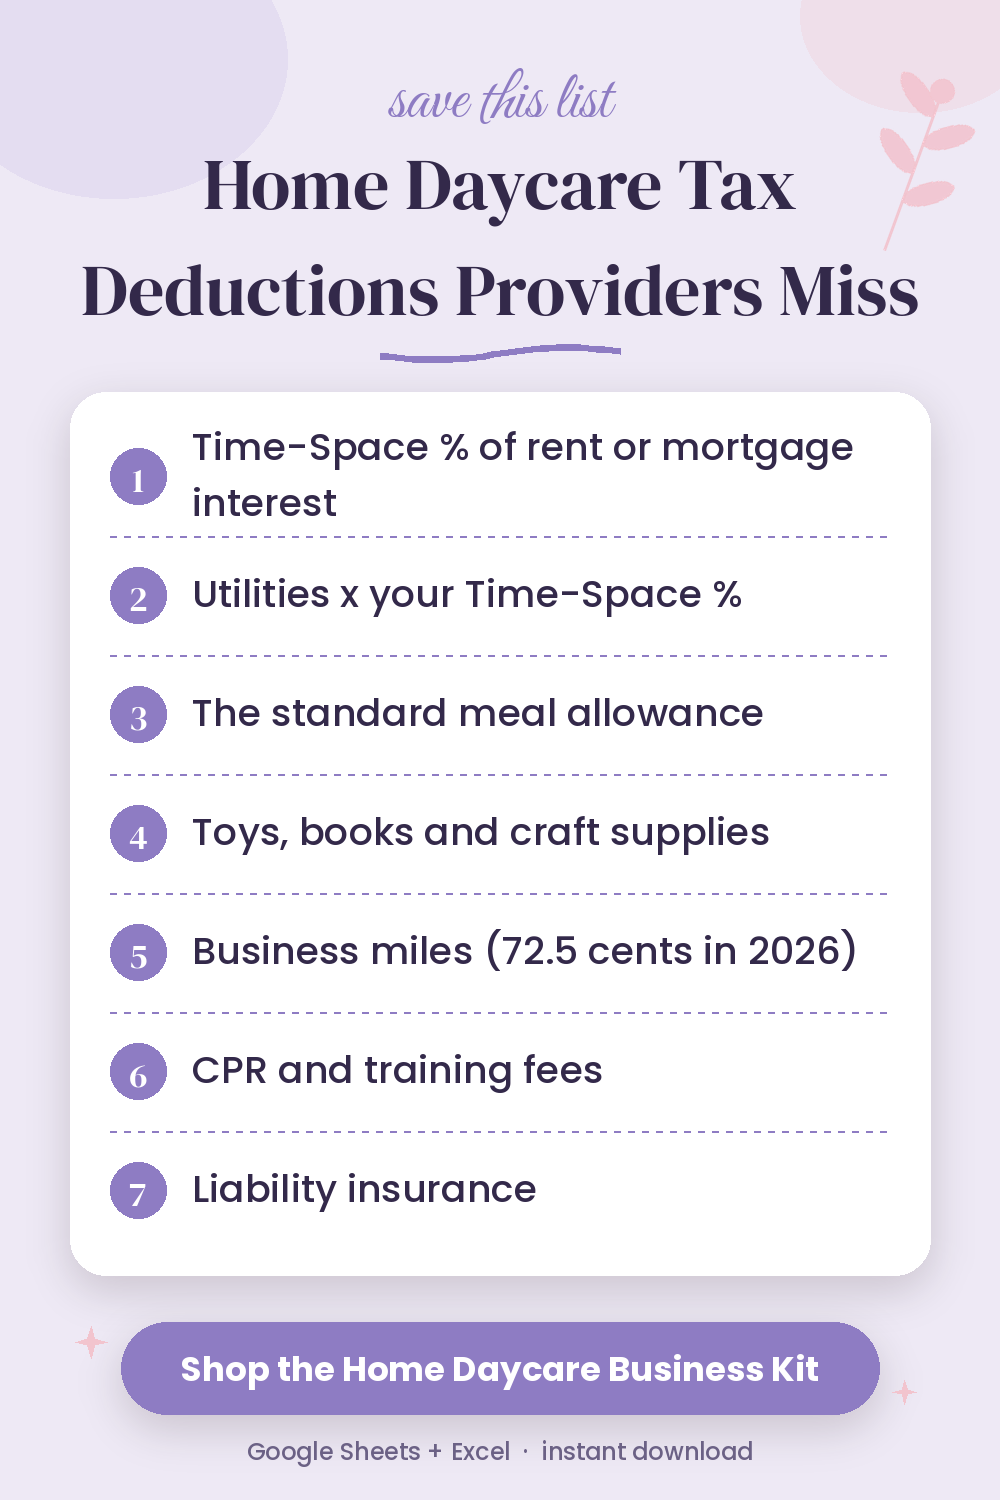 save this list
Home Daycare Tax
Deductions Providers Miss
1 Time-Space % of rent or mortgage
interest
2 Utilities x your Time-Space %
3 The standard meal allowance
4 Toys, books and craft supplies
5 Business miles (72.5 cents in 2026)
6 CPR and training fees
7 Liability insurance
Shop the Home Daycare Business Kit
Google Sheets + Excel · instant download